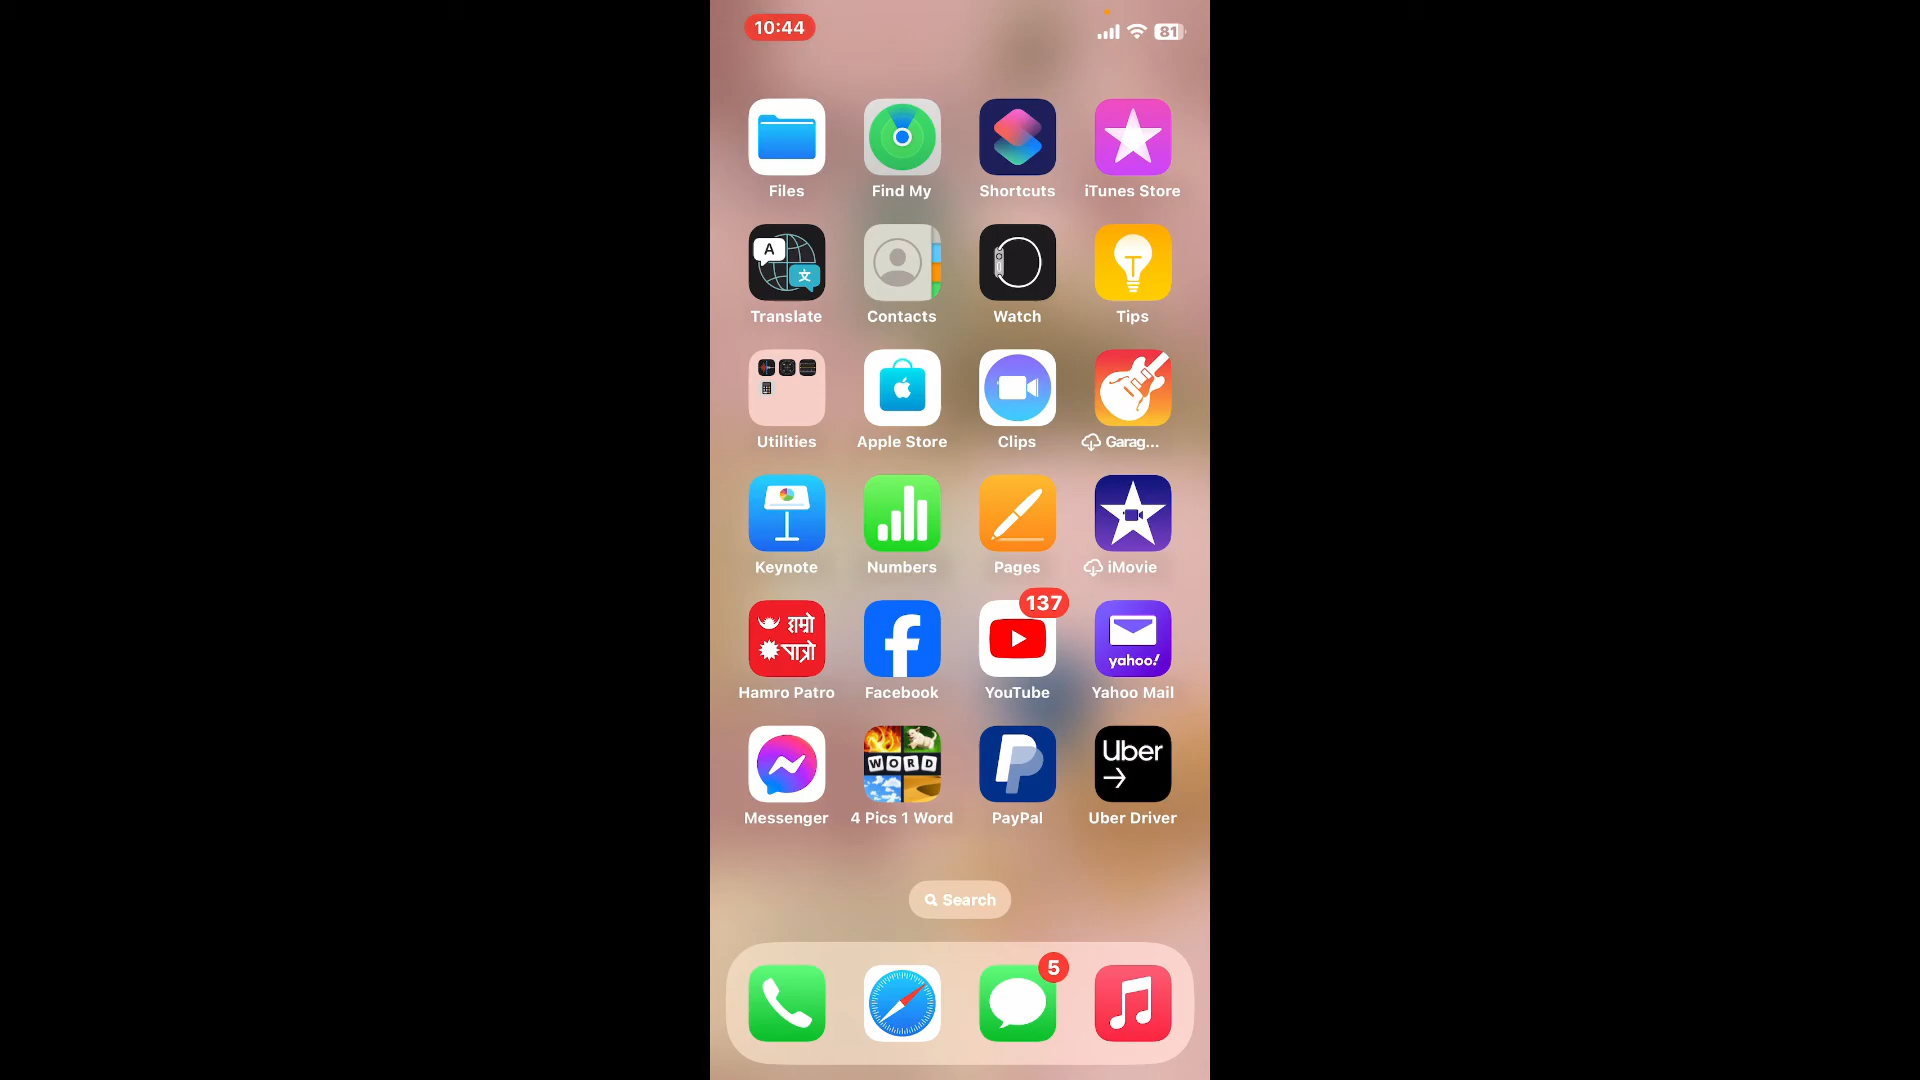 10:44
81
Files
Find My
Shortcuts
iTunes Store
A
文
T
Translate
Contacts
Watch
Tips
Utilities
Apple Store
Clips
Garag...
Keynote
Numbers
Pages
iMovie
137
हाम्रो
पात्रो
yahoo!
Hamro Patro
Facebook
YouTube
Yahoo Mail
WORD
Uber
Messenger
4 Pics 1 Word
PayPal
Uber Driver
Search
5